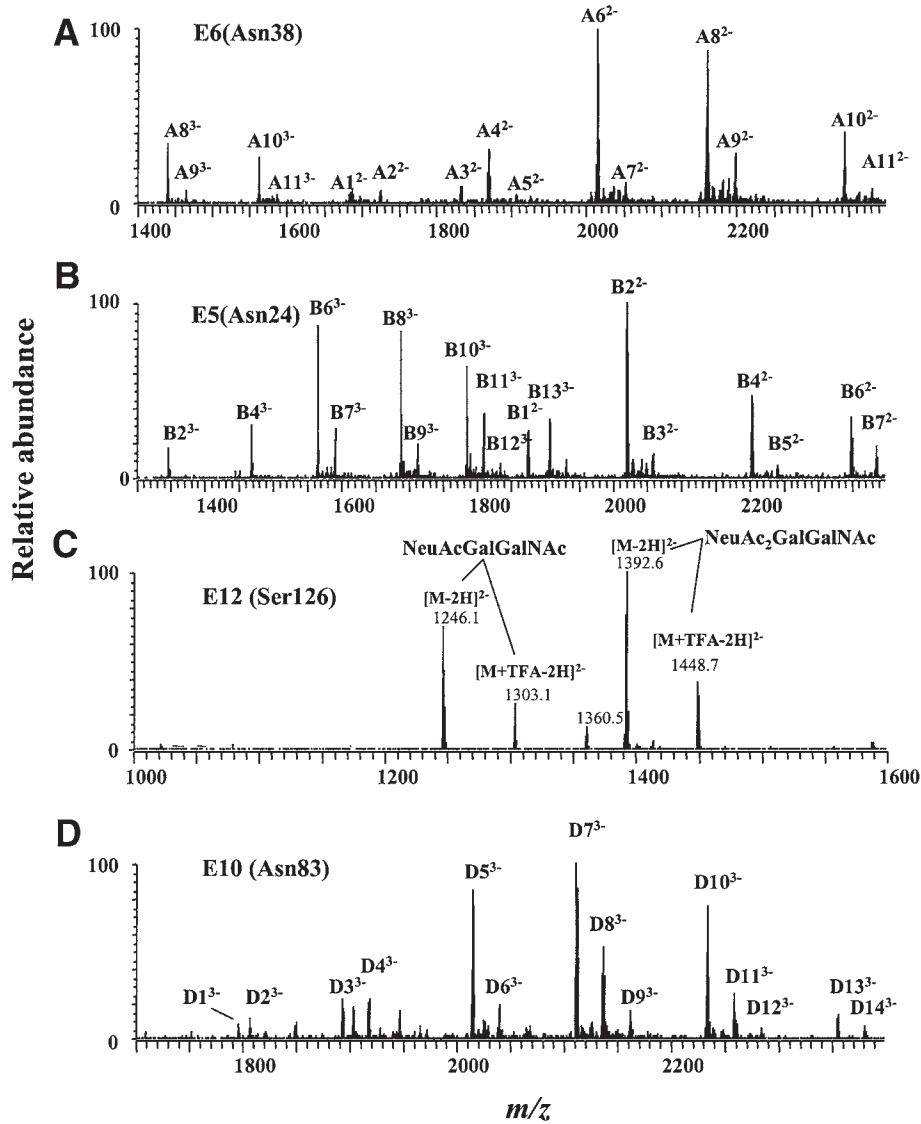 A
E6(Asn38)
100
0
A8³⁻
A9³⁻
A10³⁻
A11³⁻
A1²⁻
A2²⁻
A3²⁻
A4²⁻
A5²⁻
A6²⁻
A7²⁻
A8²⁻
A9²⁻
A10²⁻
A11²⁻
1400 1600 1800 2000 2200
B
E5(Asn24)
100
0
B2³⁻
B4³⁻
B6³⁻
B7³⁻
B8³⁻
B9³⁻
B10³⁻
B11³⁻
B12³⁻
B1²⁻
B13³⁻
B2²⁻
B3²⁻
B4²⁻
B5²⁻
B6²⁻
B7²⁻
1400 1600 1800 2000 2200
Relative abundance
C
E12 (Ser126)
100
0
NeuAcGalGalNAc
[M-2H]²⁻
1246.1
[M+TFA-2H]²⁻
1303.1
1360.5
[M-2H]²⁻
1392.6
NeuAc₂GalGalNAc
[M+TFA-2H]²⁻
1448.7
1000 1200 1400 1600
D
E10 (Asn83)
100
0
D1³⁻
D2³⁻
D3³⁻
D4³⁻
D5³⁻
D6³⁻
D7³⁻
D8³⁻
D9³⁻
D10³⁻
D11³⁻
D12³⁻
D13³⁻
D14³⁻
1800 2000 2200
m/z